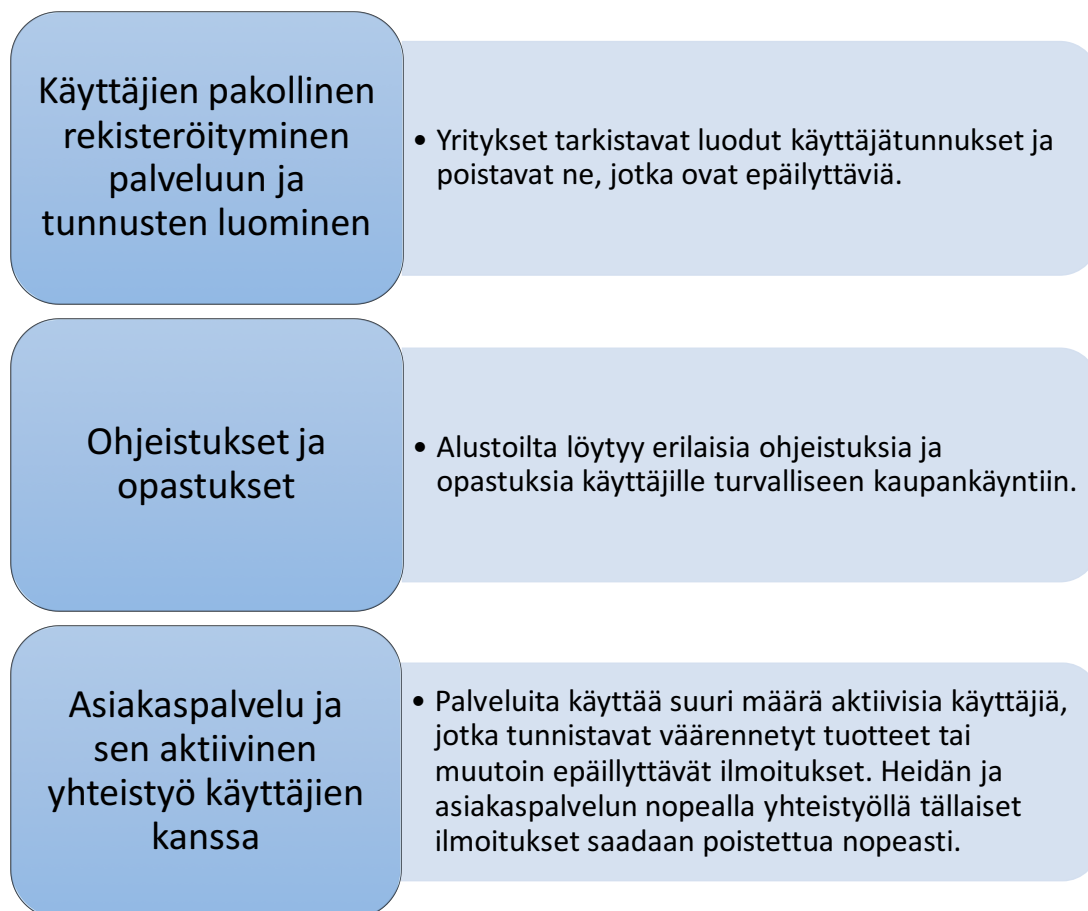 Käyttäjien pakollinen
rekisteröityminen
palveluun ja
tunnusten luominen
• Yritykset tarkistavat luodut käyttäjätunnukset ja
poistavat ne, jotka ovat epäilyttäviä.
Ohjeistukset ja
opastukset
• Alustoilta löytyy erilaisia ohjeistuksia ja
opastuksia käyttäjille turvalliseen kaupankäyntiin.
Asiakaspalvelu ja
sen aktiivinen
yhteistyö käyttäjien
kanssa
• Palveluita käyttää suuri määrä aktiivisia käyttäjiä,
jotka tunnistavat väärennetyt tuotteet tai
muutoin epäillyttävät ilmoitukset. Heidän ja
asiakaspalvelun nopealla yhteistyöllä tällaiset
ilmoitukset saadaan poistettua nopeasti.